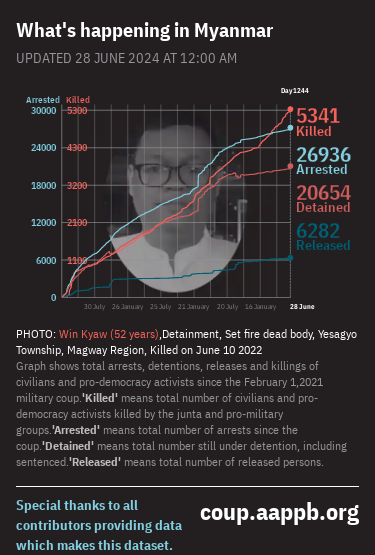 What's happening in Myanmar
UPDATED 28 JUNE 2024 AT 12:00 AM
Day1244
Arrested Killed
30000 5300
24000 4300
18000 3200
12000 2100
6000 1100
0
5341
Killed
26936
Arrested
20654
Detained
6282
Released
30 July 26 January 25 July 21 January 20 July 16 January 28 June
PHOTO: Win Kyaw (52 years),Detainment, Set fire dead body, Yesagyo
Township, Magway Region, Killed on June 10 2022
Graph shows total arrests, detentions, releases and killings of
civilians and pro-democracy activists since the February 1,2021
military coup.'Killed' means total number of civilians and pro-
democracy activists killed by the junta and pro-military
groups.'Arrested' means total number of arrests since the
coup.'Detained' means total number still under detention, including
sentenced.'Released' means total number of released persons.
Special thanks to all
contributors providing data
which makes this dataset.
coup.aappb.org